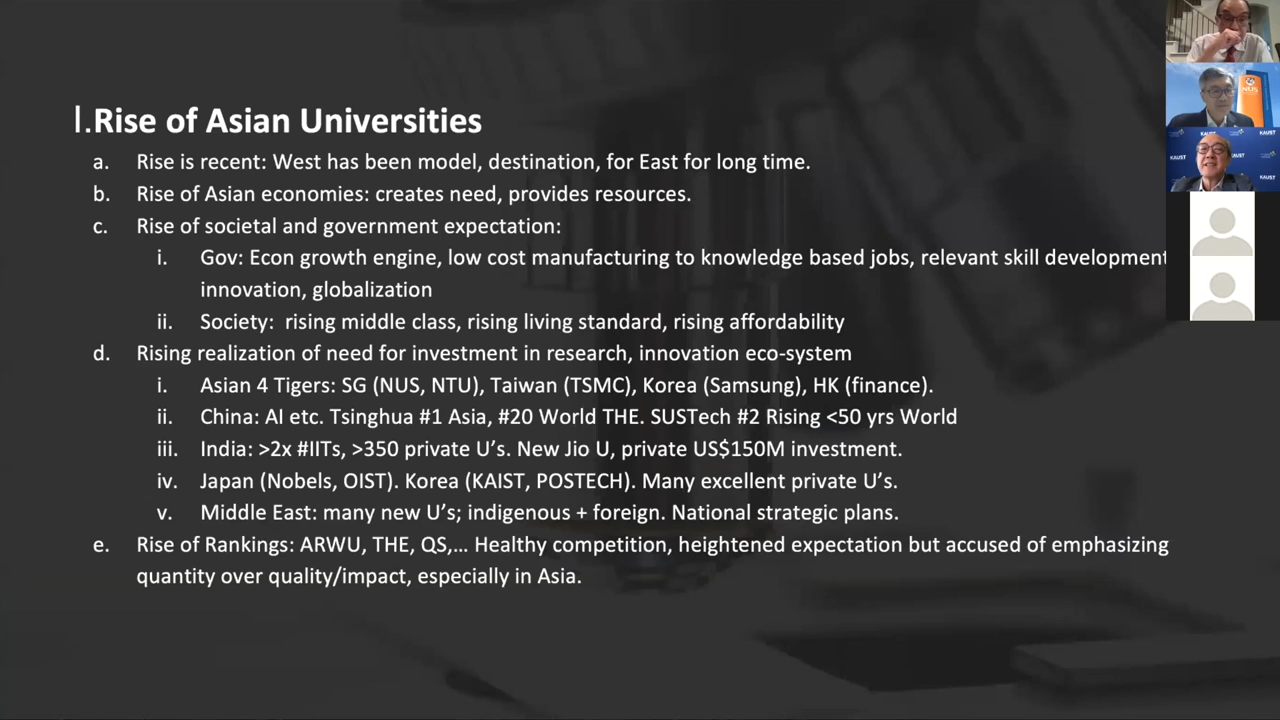 I.Rise of Asian Universities
a. Rise is recent: West has been model, destination, for East for long time.
b. Rise of Asian economies: creates need, provides resources.
c. Rise of societal and government expectation:
i. Gov: Econ growth engine, low cost manufacturing to knowledge based jobs, relevant skill development
innovation, globalization
ii. Society: rising middle class, rising living standard, rising affordability
d. Rising realization of need for investment in research, innovation eco-system
i. Asian 4 Tigers: SG (NUS, NTU), Taiwan (TSMC), Korea (Samsung), HK (finance).
ii. China: AI etc. Tsinghua #1 Asia, #20 World THE. SUSTech #2 Rising <50 yrs World
iii. India: >2x #IITs, >350 private U’s. New Jio U, private US$150M investment.
iv. Japan (Nobels, OIST). Korea (KAIST, POSTECH). Many excellent private U’s.
v. Middle East: many new U’s; indigenous + foreign. National strategic plans.
e. Rise of Rankings: ARWU, THE, QS,... Healthy competition, heightened expectation but accused of emphasizing
quantity over quality/impact, especially in Asia.
NUS
KAUST
KAUST
KAUST
KAUST